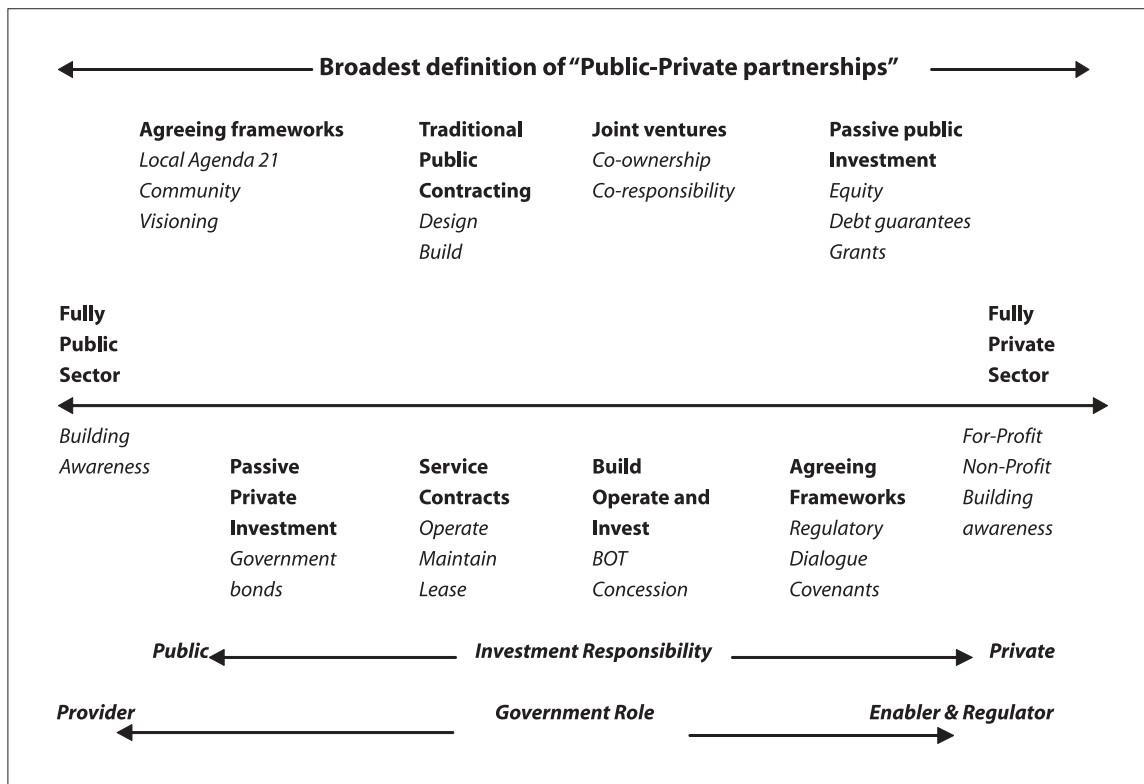 Broadest definition of "Public-Private partnerships"
Agreeing frameworks
Local Agenda 21
Community
Visioning
Traditional
Public
Contracting
Design
Build
Joint ventures
Co-ownership
Co-responsibility
Passive public
Investment
Equity
Debt guarantees
Grants
Fully
Public
Sector
Fully
Private
Sector
Building
Awareness
Passive
Private
Investment
Government
bonds
Service
Contracts
Operate
Maintain
Lease
Build
Operate and
Invest
BOT
Concession
Agreeing
Frameworks
Regulatory
Dialogue
Covenants
For-Profit
Non-Profit
Building
awareness
Public Investment Responsibility Private
Provider Government Role Enabler & Regulator